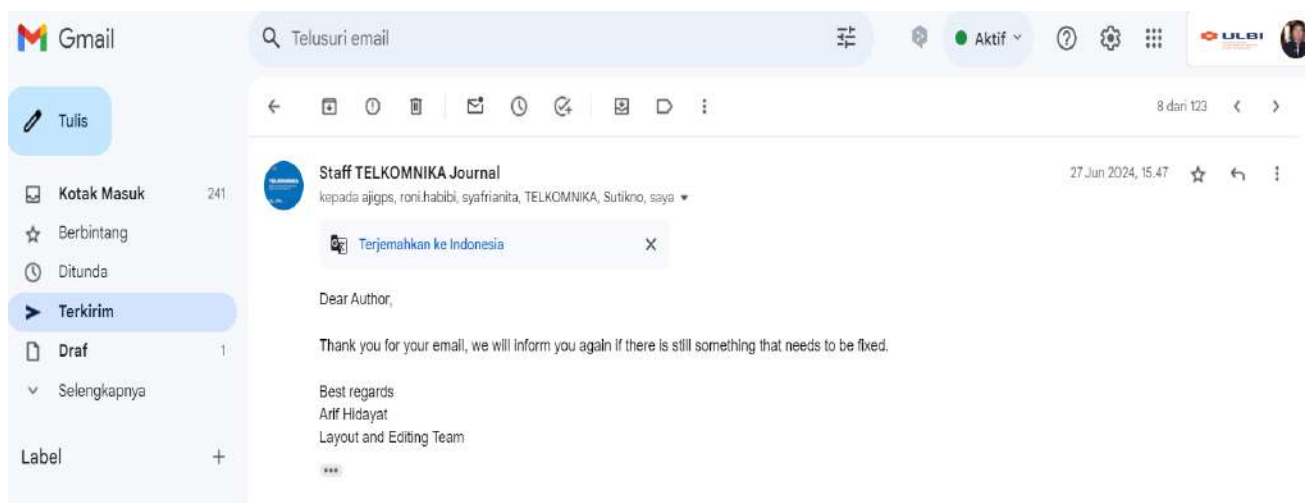 Gmail
Telusuri email
Aktif
ULBI
Tulis
8 dari 123
Kotak Masuk 241
Berbintang
Ditunda
Terkirim
Draf 1
Selengkapnya
Label
Staff TELKOMNIKA Journal
27 Jun 2024, 15.47
kepada ajigps, roni.habibi, syafrianita, TELKOMNIKA, Sutikno, saya
Terjemahkan ke Indonesia
Dear Author,
Thank you for your email, we will inform you again if there is still something that needs to be fixed.
Best regards
Arif Hidayat
Layout and Editing Team